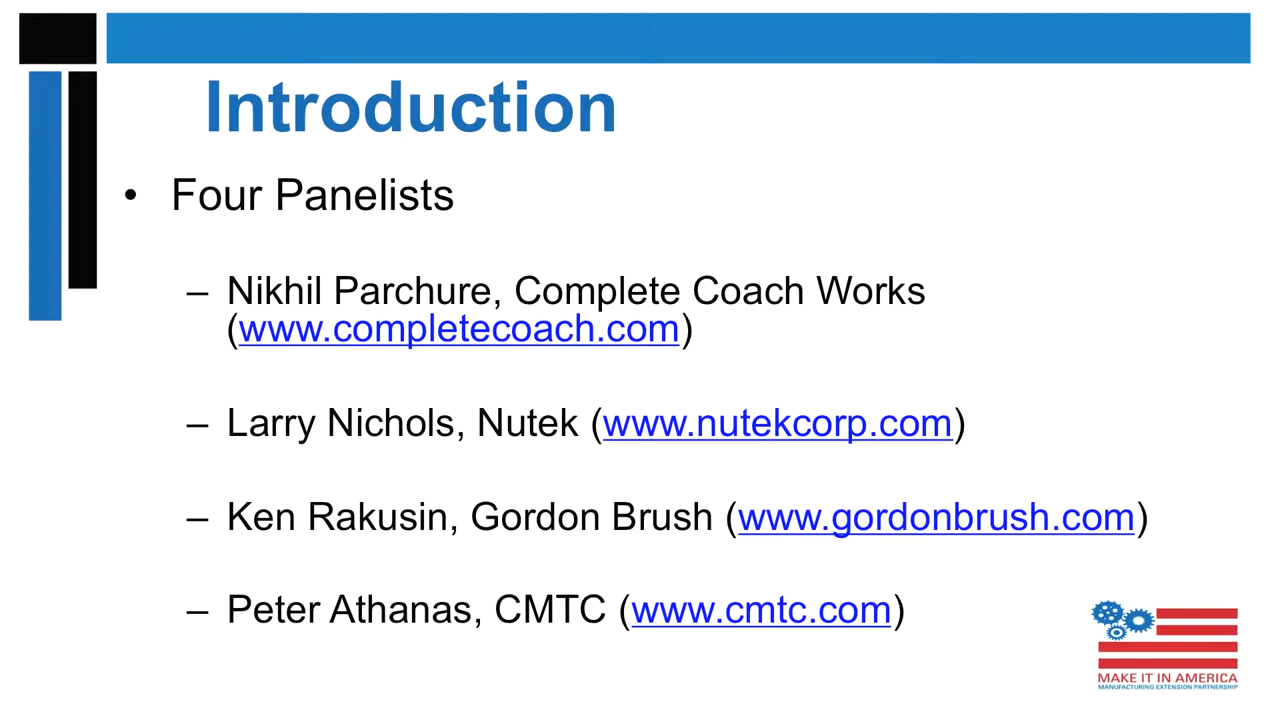 Introduction
• Four Panelists
– Nikhil Parchure, Complete Coach Works
(www.completecoach.com)
– Larry Nichols, Nutek (www.nutekcorp.com)
– Ken Rakusin, Gordon Brush (www.gordonbrush.com)
– Peter Athanas, CMTC (www.cmtc.com)
MAKE IT IN AMERICA
MANUFACTURING EXTENSION PARTNERSHIP